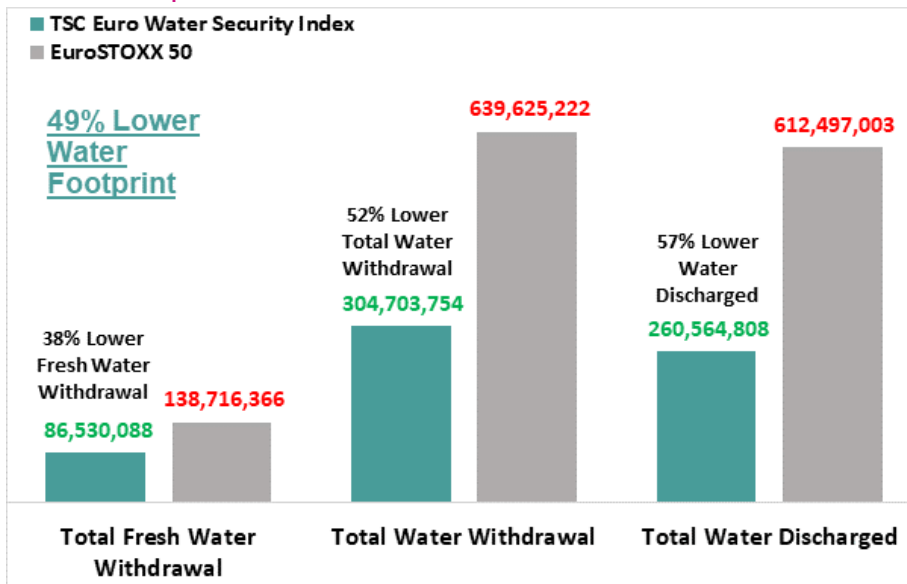 TSC Euro Water Security Index
EuroSTOXX 50
49% Lower
Water
Footprint
38% Lower
Fresh Water
Withdrawal
86,530,088
138,716,366
52% Lower
Total Water
Withdrawal
304,703,754
639,625,222
57% Lower
Water
Discharged
260,564,808
612,497,003
Total Fresh Water
Withdrawal
Total Water Withdrawal
Total Water Discharged